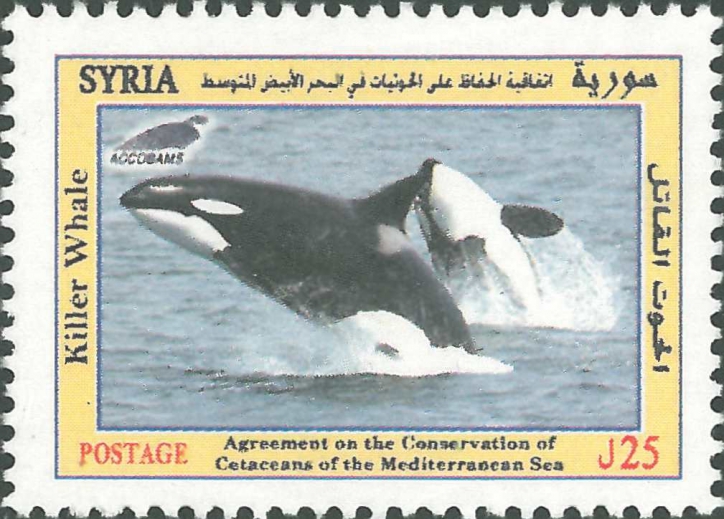 SYRIA
اتفاقية الحفاظ على الحوتيات في البحر الأبيض المتوسط
سورية
ACCOBAMS
Killer Whale
الحوت القاتل
POSTAGE
Agreement on the Conservation of
Cetaceans of the Mediterranean Sea
J25